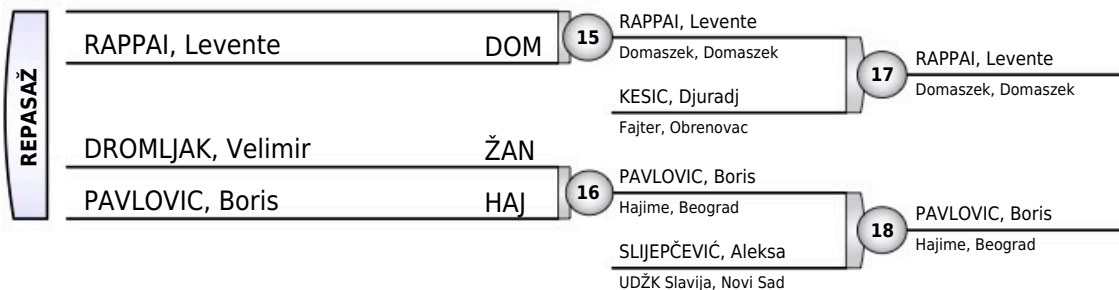 REPASAŽ
RAPPAI, Levente DOM
DROMLJAK, Velimir ŽAN
PAVLOVIC, Boris HAJ
15
RAPPAI, Levente
Domaszek, Domaszek
KESIC, Djuradj
Fajter, Obrenovac
16
PAVLOVIC, Boris
Hajime, Beograd
SLIJEPČEVIĆ, Aleksa
UDŽK Slavija, Novi Sad
17
RAPPAI, Levente
Domaszek, Domaszek
18
PAVLOVIC, Boris
Hajime, Beograd